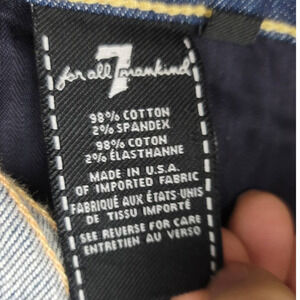 for all 7 mankind
98% COTTON
2% SPANDEX
98% COTON
2% ÉLASTHANNE
MADE IN U.S.A.
OF IMPORTED FABRIC
FABRIQUÉ AUX ÉTATS-UNIS
DE TISSU IMPORTÉ
SEE REVERSE FOR CARE
ENTRETIEN AU VERSO